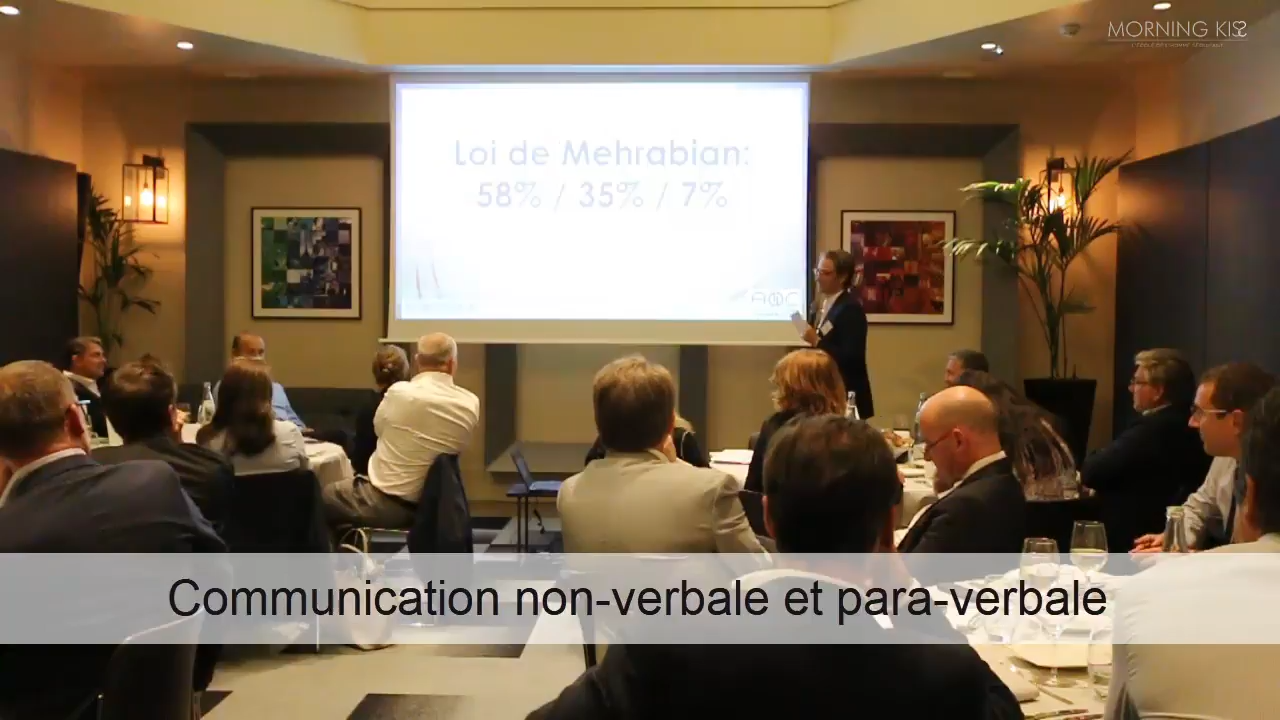 MORNING KISS
Loi de Mehrabian:
58% / 35% / 7%
Communication non-verbale et para-verbale